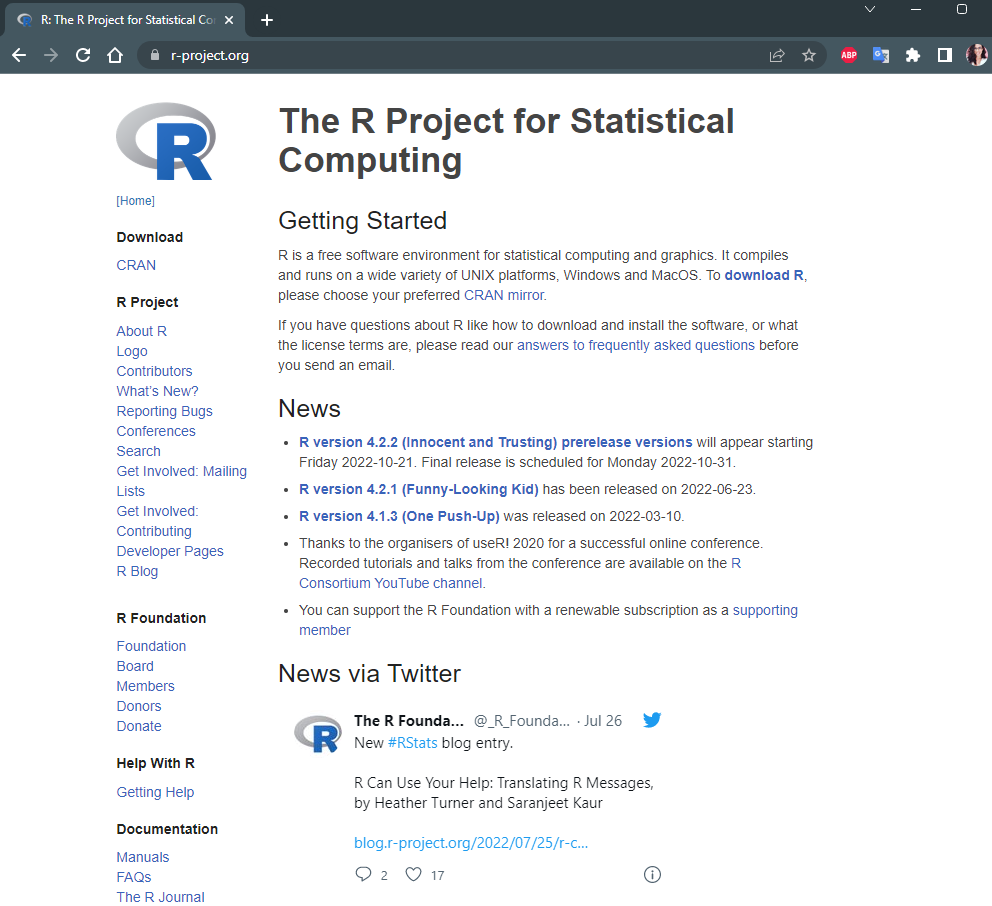 R: The R Project for Statistical Co
r-project.org
ABP
G
R
[Home]
Download
CRAN
R Project
About R
Logo
Contributors
What's New?
Reporting Bugs
Conferences
Search
Get Involved: Mailing
Lists
Get Involved:
Contributing
Developer Pages
R Blog
R Foundation
Foundation
Board
Members
Donors
Donate
Help With R
Getting Help
Documentation
Manuals
FAQs
The R Journal
The R Project for Statistical
Computing
Getting Started
R is a free software environment for statistical computing and graphics. It compiles
and runs on a wide variety of UNIX platforms, Windows and MacOS. To download R,
please choose your preferred CRAN mirror.
If you have questions about R like how to download and install the software, or what
the license terms are, please read our answers to frequently asked questions before
you send an email.
News
• R version 4.2.2 (Innocent and Trusting) prerelease versions will appear starting
Friday 2022-10-21. Final release is scheduled for Monday 2022-10-31.
• R version 4.2.1 (Funny-Looking Kid) has been released on 2022-06-23.
• R version 4.1.3 (One Push-Up) was released on 2022-03-10.
• Thanks to the organisers of useR! 2020 for a successful online conference.
Recorded tutorials and talks from the conference are available on the R
Consortium YouTube channel.
• You can support the R Foundation with a renewable subscription as a supporting
member
News via Twitter
R
The R Founda... @_R_Founda... · Jul 26
New #RStats blog entry.
R Can Use Your Help: Translating R Messages,
by Heather Turner and Saranjeet Kaur
blog.r-project.org/2022/07/25/r-c...
2 17